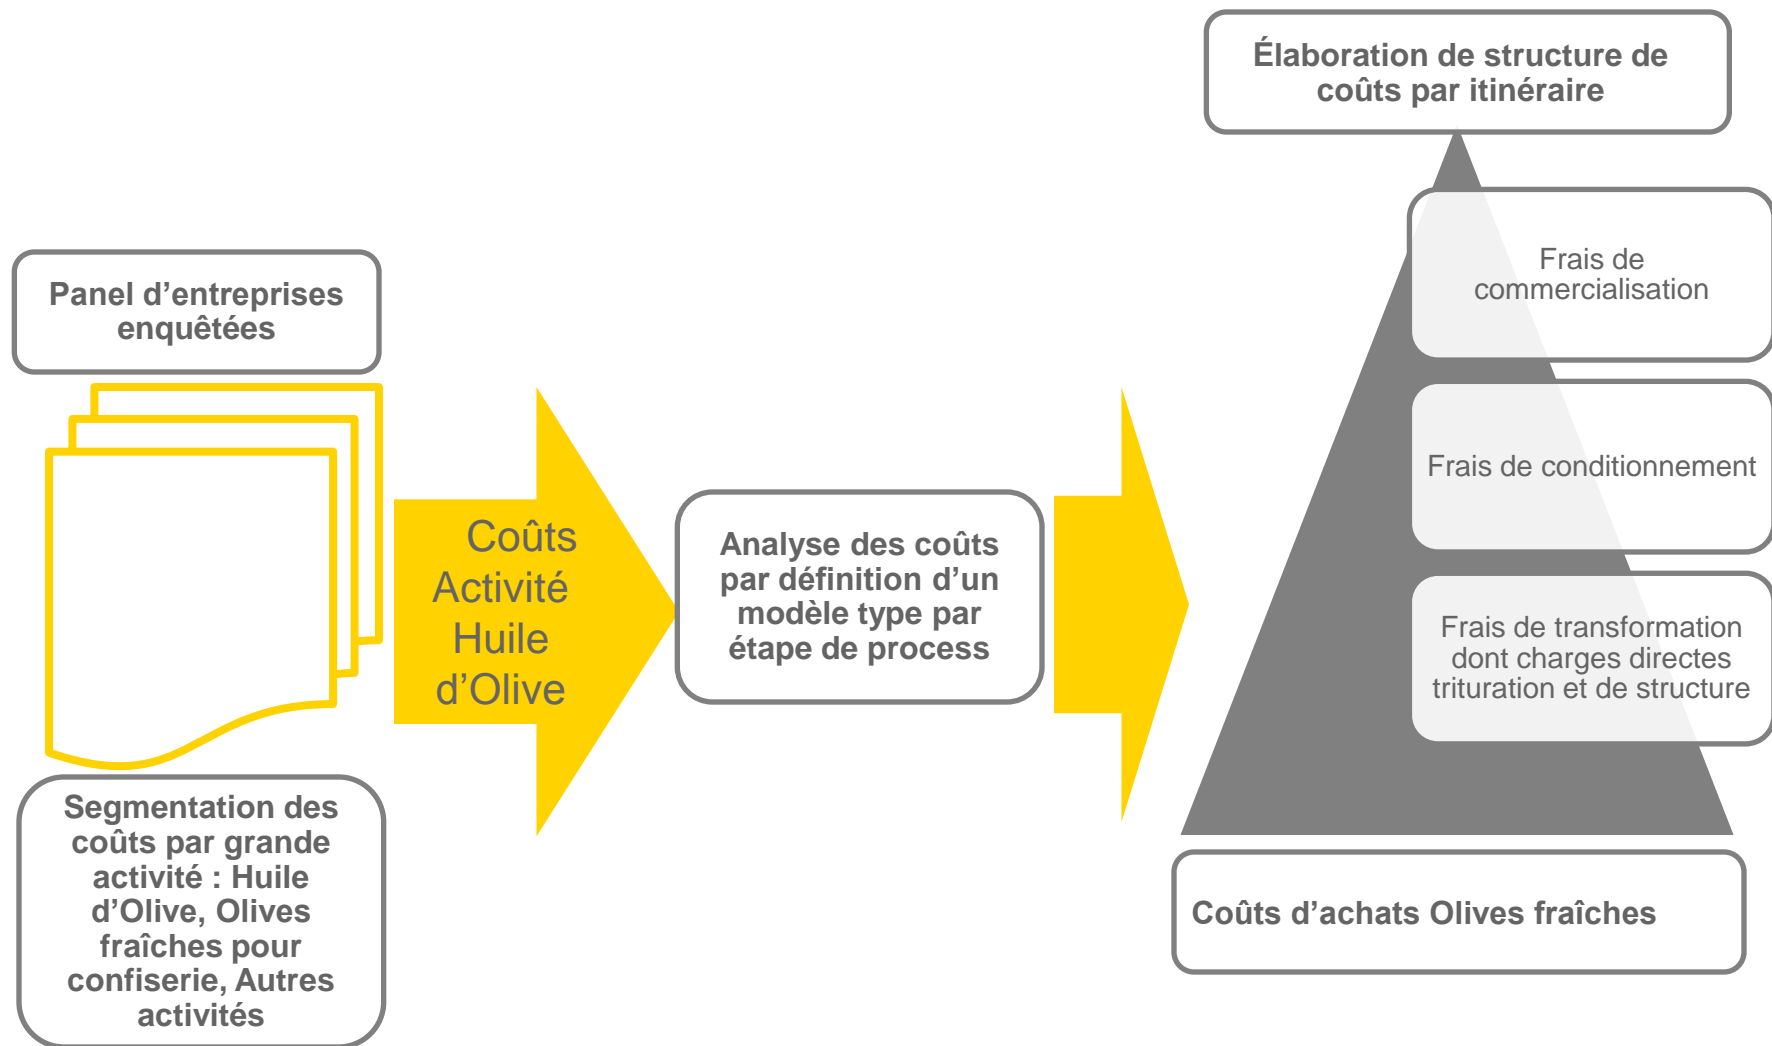 Panel d’entreprises
enquêtées
Segmentation des
coûts par grande
activité : Huile
d’Olive, Olives
fraîches pour
confiserie, Autres
activités
Coûts
Activité
Huile
d’Olive
Analyse des coûts
par définition d’un
modèle type par
étape de process
Élaboration de structure de
coûts par itinéraire
Frais de
commercialisation
Frais de conditionnement
Frais de transformation
dont charges directes
trituration et de structure
Coûts d’achats Olives fraîches